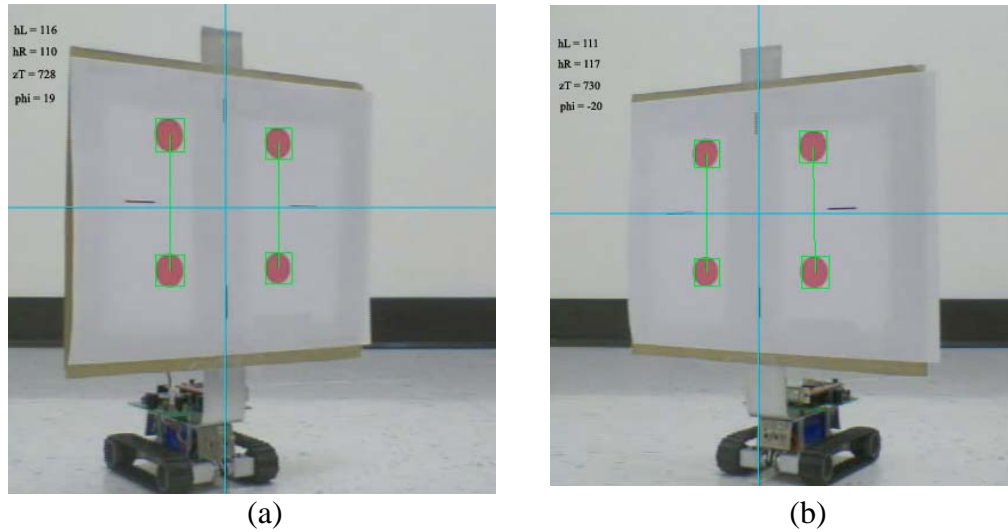 hL = 116
hR = 110
zT = 728
phi = 19
hL = 111
hR = 117
zT = 730
phi = -20
(a)
(b)